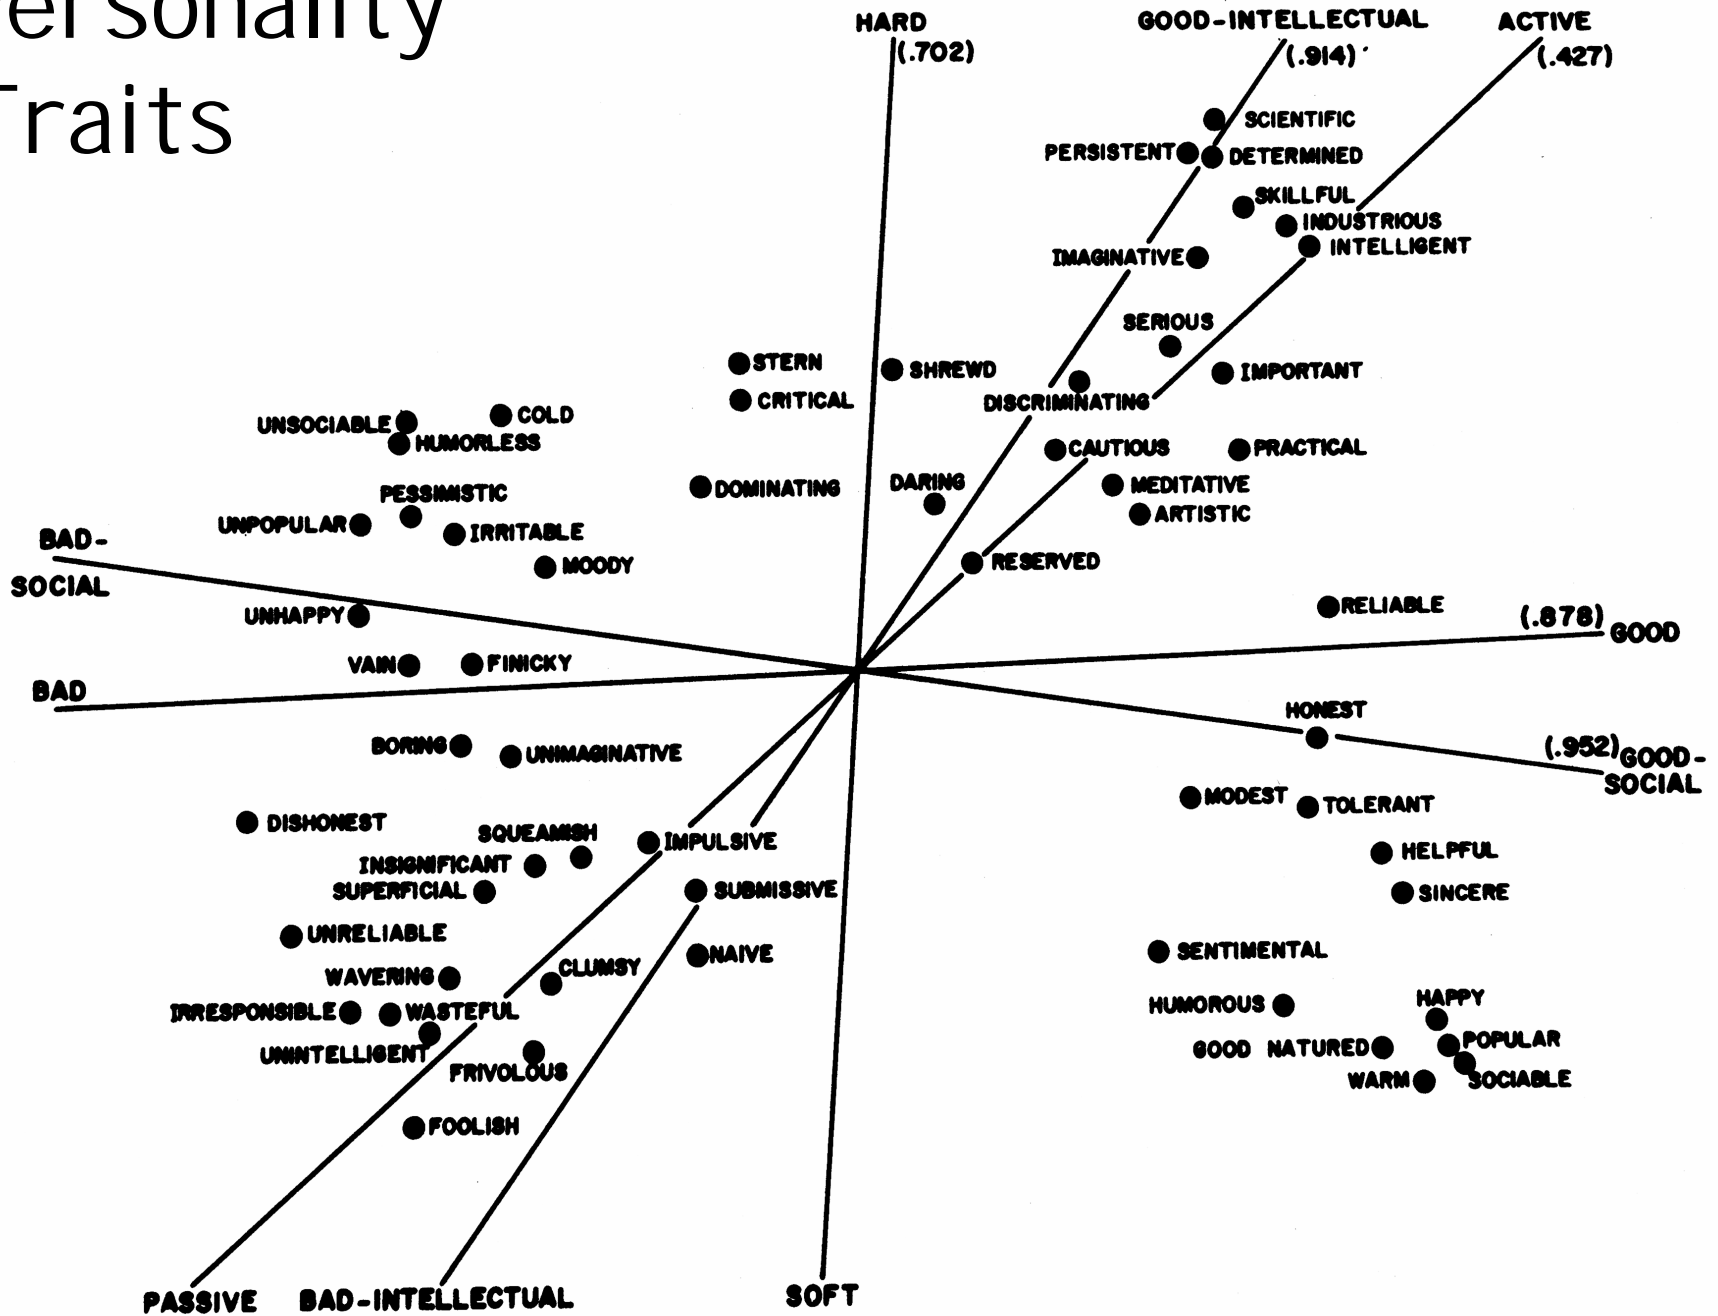 ersonality
Traits
HARD
(.702)
GOOD-INTELLECTUAL
(.914)
ACTIVE
(.427)
SCIENTIFIC
PERSISTENT
DETERMINED
SKILLFUL
INDUSTRIOUS
INTELLIGENT
IMAGINATIVE
SERIOUS
STERN
SHREWD
IMPORTANT
CRITICAL
DISCRIMINATING
UNSOCIABLE
COLD
HUMORLESS
CAUTIOUS
PRACTICAL
PESSIMISTIC
DOMINATING
DARING
MEDITATIVE
UNPOPULAR
IRRITABLE
ARTISTIC
BAD-
SOCIAL
MOODY
RESERVED
UNHAPPY
RELIABLE
(.878)
GOOD
VAIN
FINICKY
BAD
HONEST
BORING
UNIMAGINATIVE
(.952)
GOOD-
SOCIAL
MODEST
TOLERANT
DISHONEST
SQUEAMISH
IMPULSIVE
HELPFUL
INSIGNIFICANT
SUPERFICIAL
SUBMISSIVE
SINCERE
UNRELIABLE
SENTIMENTAL
NAIVE
WAVERING
CLUMSY
HUMOROUS
HAPPY
IRRESPONSIBLE
WASTEFUL
UNINTELLIGENT
GOOD NATURED
POPULAR
FRIVOLOUS
WARM
SOCIABLE
FOOLISH
PASSIVE
BAD-INTELLECTUAL
SOFT